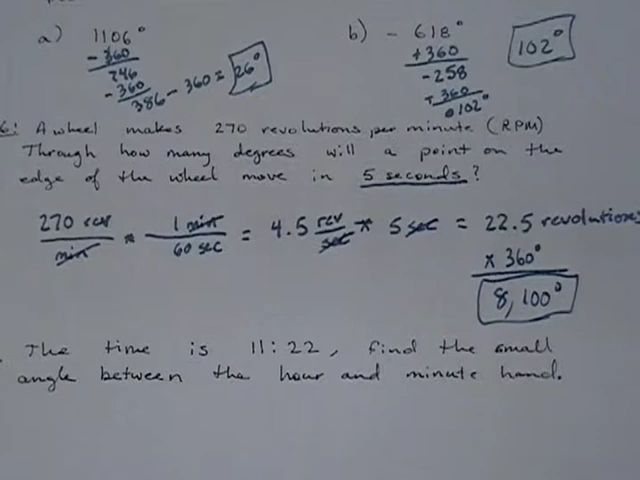 a) 1106° b) - 618° 102°
- 360 + 360
746 - 258
- 360 + 360
386 - 360 = 26° 102°
6: A wheel makes 270 revolutions per minute (RPM)
Through how many degrees will a point on the
edge of the wheel move in 5 seconds?
270 rev / min * 1 min / 60 sec = 4.5 rev / sec * 5 sec = 22.5 revolutions
x 360°
8,100°
The time is 11:22, find the small
angle between the hour and minute hand.